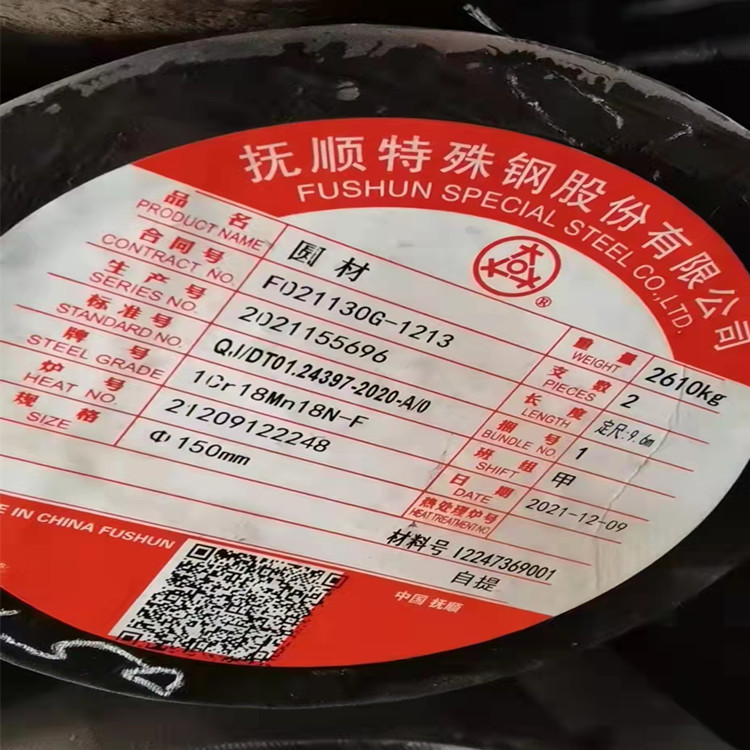 抚顺特殊钢股份有限公司
FUSHUN SPECIAL STEEL CO.,LTD.
®
品名 圆材
PRODUCT NAME
合同号 F021130G-1213
CONTRACT NO.
生产号 2021155696
SERIES NO.
标准号 QJ/DT01.24397-2020-A/0
STANDARD NO.
牌号 1Cr18Mn18N-F
STEEL GRADE
炉号 21209122248
HEAT NO.
规格 Φ150mm
SIZE
重量 2610kg
WEIGHT
支数 2
PIECES
长度 定尺:9.6m
LENGTH
捆号 1
BUNDLE NO.
班组 甲
SHIFT
日期 2021-12-09
DATE
热处理炉号
HEAT TREATMENT NO.
材料号 12247369001
自提
E IN CHINA FUSHUN
中国 抚顺